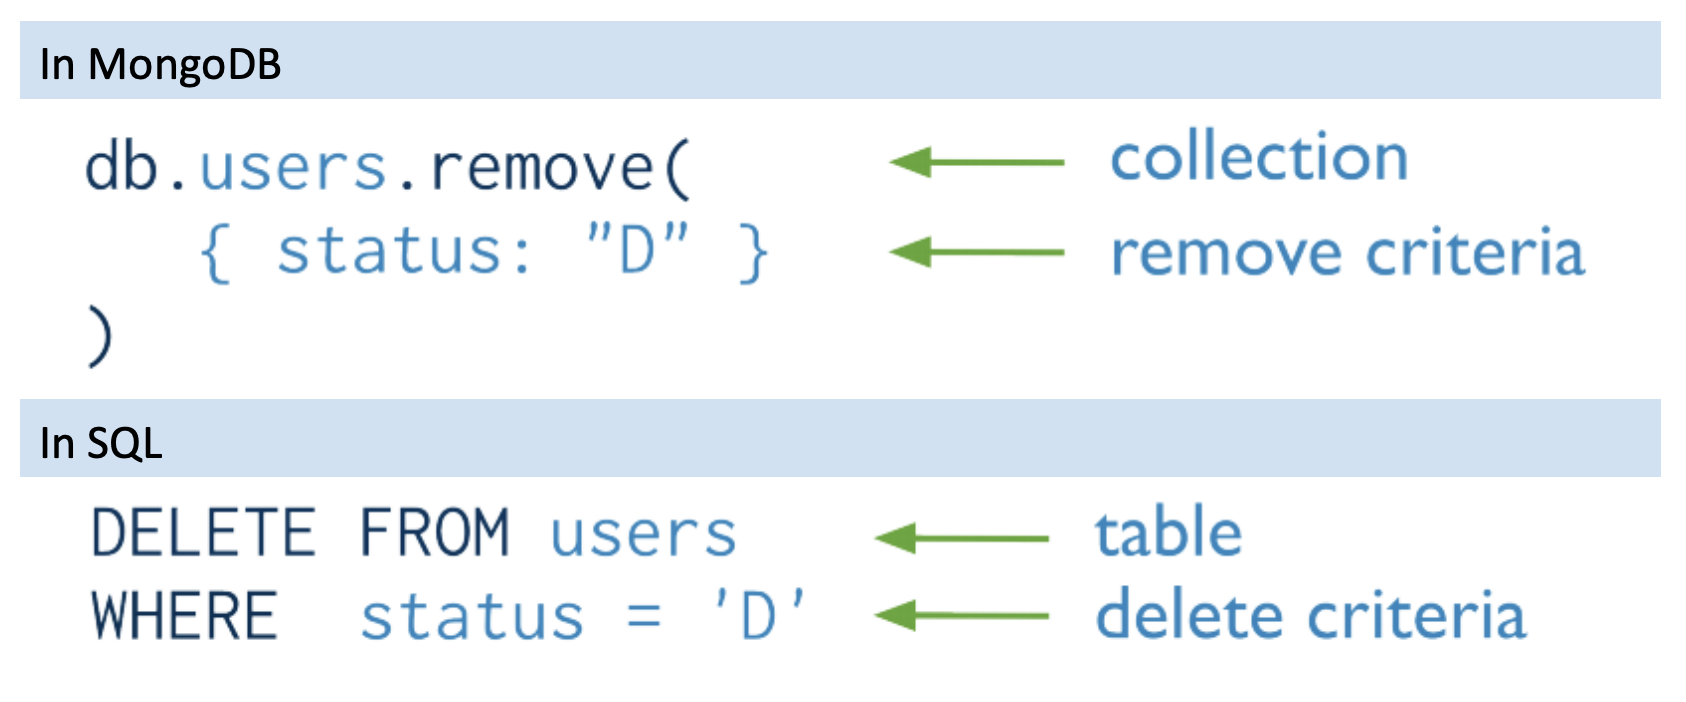 In MongoDB
db.users.remove( collection
{ status: "D" } remove criteria
)
In SQL
DELETE FROM users table
WHERE status = 'D' delete criteria